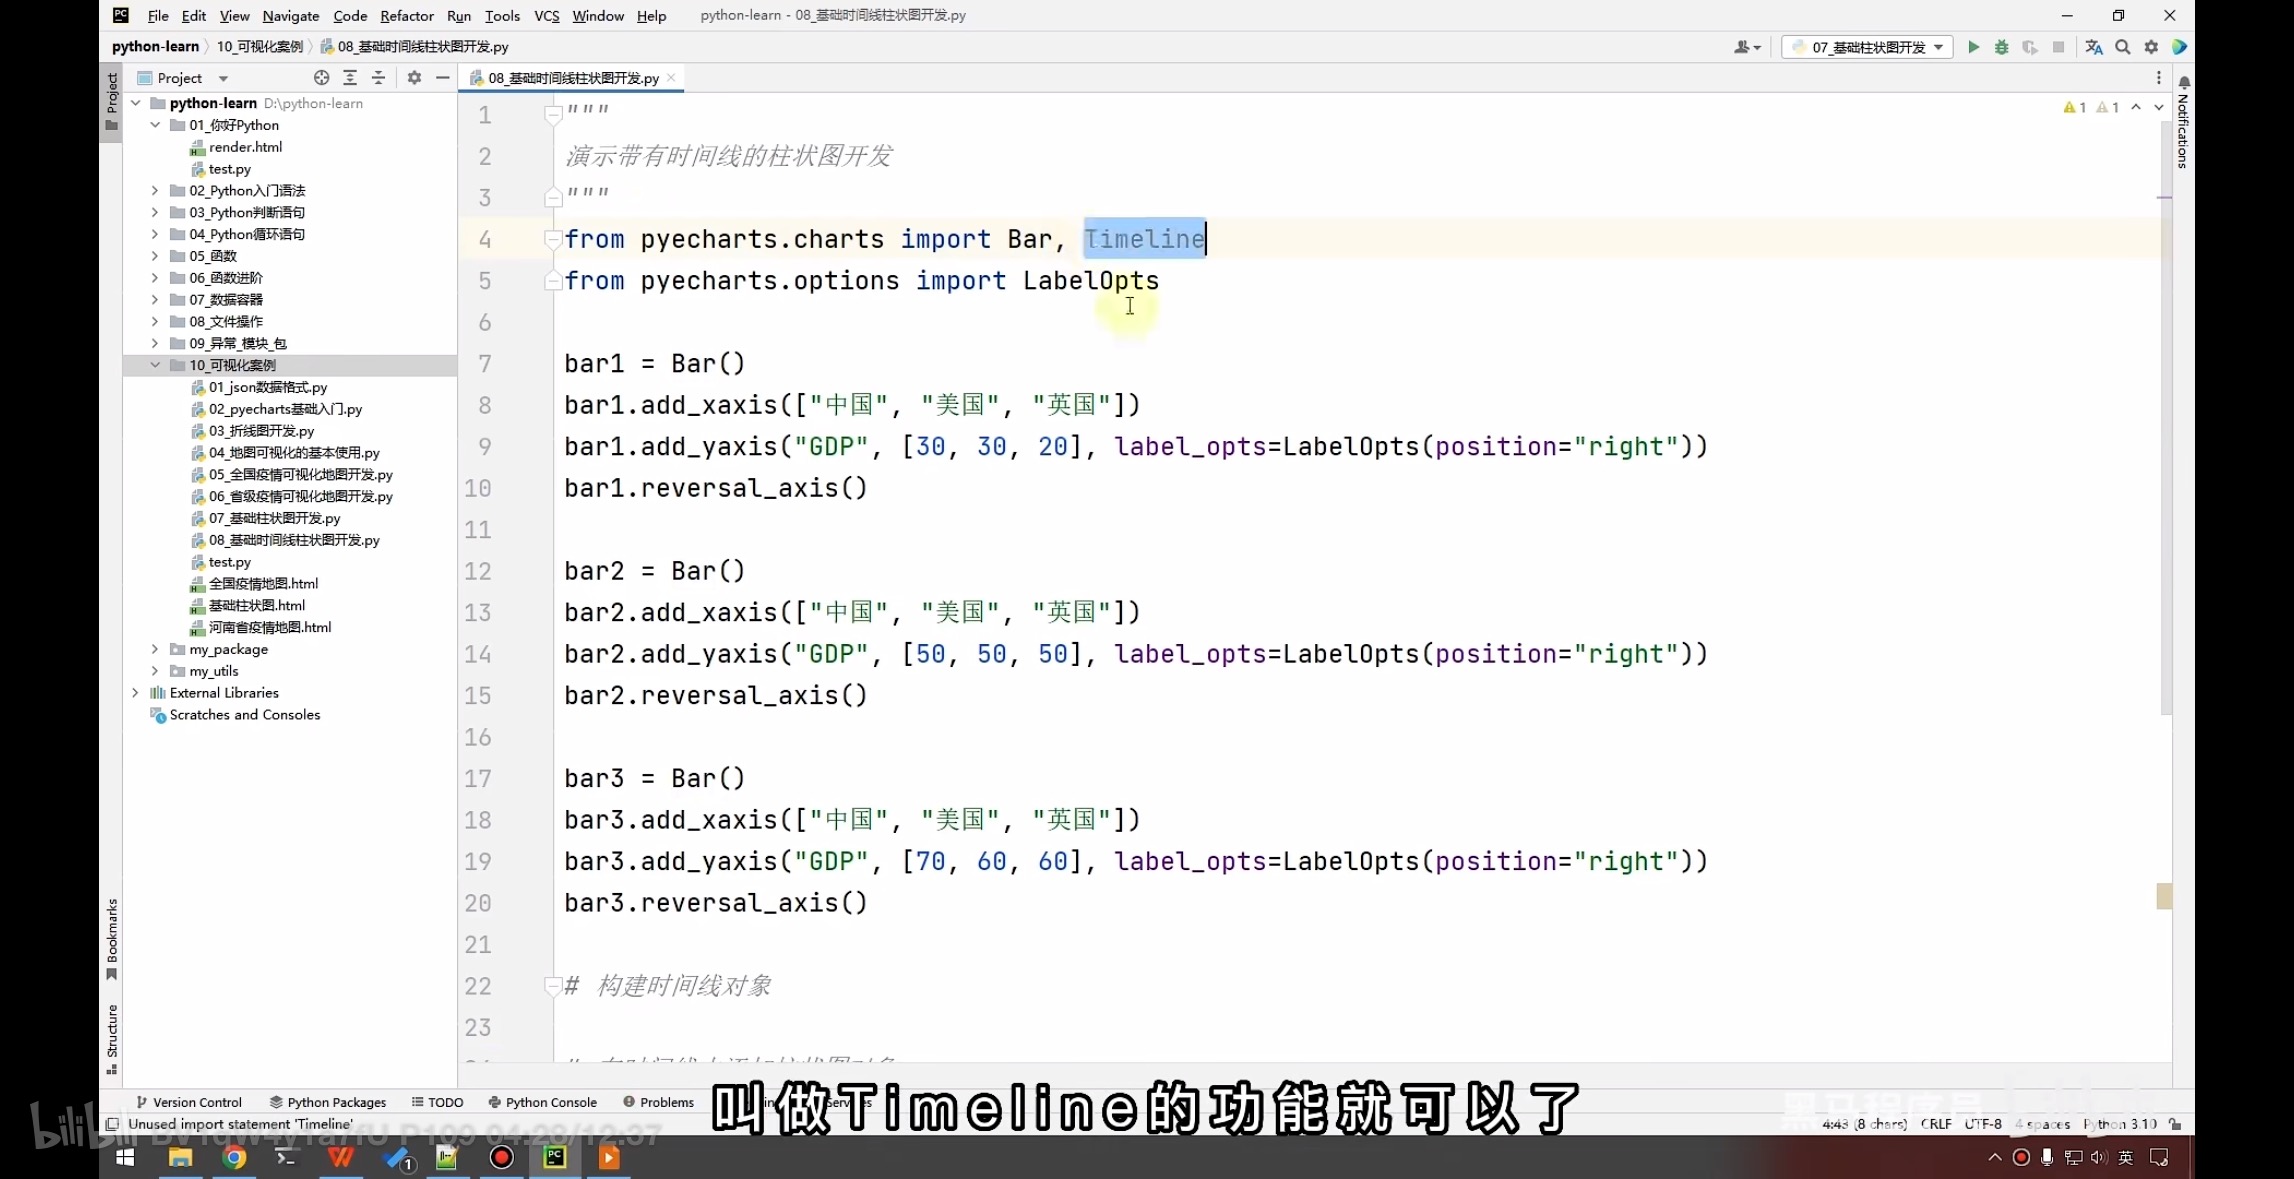 File Edit View Navigate Code Refactor Run Tools VCS Window Help python-learn - 08_基础时间线柱状图开发.py
python-learn 10_可视化案例 08_基础时间线柱状图开发.py
07_基础柱状图开发
Project
08_基础时间线柱状图开发.py
Project
python-learn D:\python-learn
01_你好Python
render.html
test.py
02_Python入门语法
03_Python判断语句
04_Python循环语句
05_函数
06_函数进阶
07_数据容器
08_文件操作
09_异常_模块_包
10_可视化案例
01_json数据格式.py
02_pyecharts基础入门.py
03_折线图开发.py
04_地图可视化的基本使用.py
05_全国疫情可视化地图开发.py
06_省级疫情可视化地图开发.py
07_基础柱状图开发.py
08_基础时间线柱状图开发.py
test.py
全国疫情地图.html
基础柱状图.html
河南省疫情地图.html
my_package
my_utils
External Libraries
Scratches and Consoles
Bookmarks
Structure
Notifications
1 1
1 """
2 演示带有时间线的柱状图开发
3 """
4 from pyecharts.charts import Bar, Timeline
5 from pyecharts.options import LabelOpts
6
7 bar1 = Bar()
8 bar1.add_xaxis(["中国", "美国", "英国"])
9 bar1.add_yaxis("GDP", [30, 30, 20], label_opts=LabelOpts(position="right"))
10 bar1.reversal_axis()
11
12 bar2 = Bar()
13 bar2.add_xaxis(["中国", "美国", "英国"])
14 bar2.add_yaxis("GDP", [50, 50, 50], label_opts=LabelOpts(position="right"))
15 bar2.reversal_axis()
16
17 bar3 = Bar()
18 bar3.add_xaxis(["中国", "美国", "英国"])
19 bar3.add_yaxis("GDP", [70, 60, 60], label_opts=LabelOpts(position="right"))
20 bar3.reversal_axis()
21
22 # 构建时间线对象
23
Version Control Python Packages TODO Python Console Problems Services
叫做Timeline的功能就可以了
Unused import statement 'Timeline'
4:43 (8 chars) CRLF UTF-8 4 spaces Python 3.10
bilibili
P109 04:28/12:37
黑马程序员
英